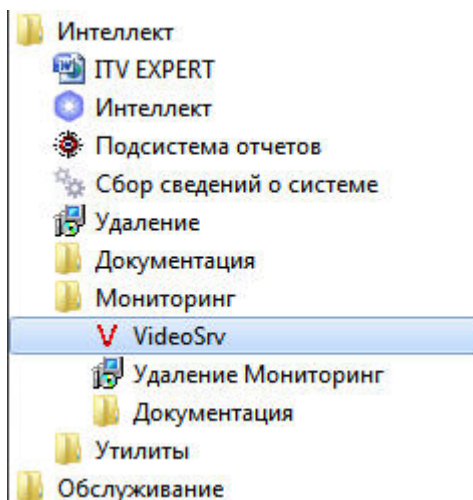 Интеллект
ITV EXPERT
Интеллект
Подсистема отчетов
Сбор сведений о системе
Удаление
Документация
Мониторинг
VideoSrv
Удаление Мониторинг
Документация
Утилиты
Обслуживание